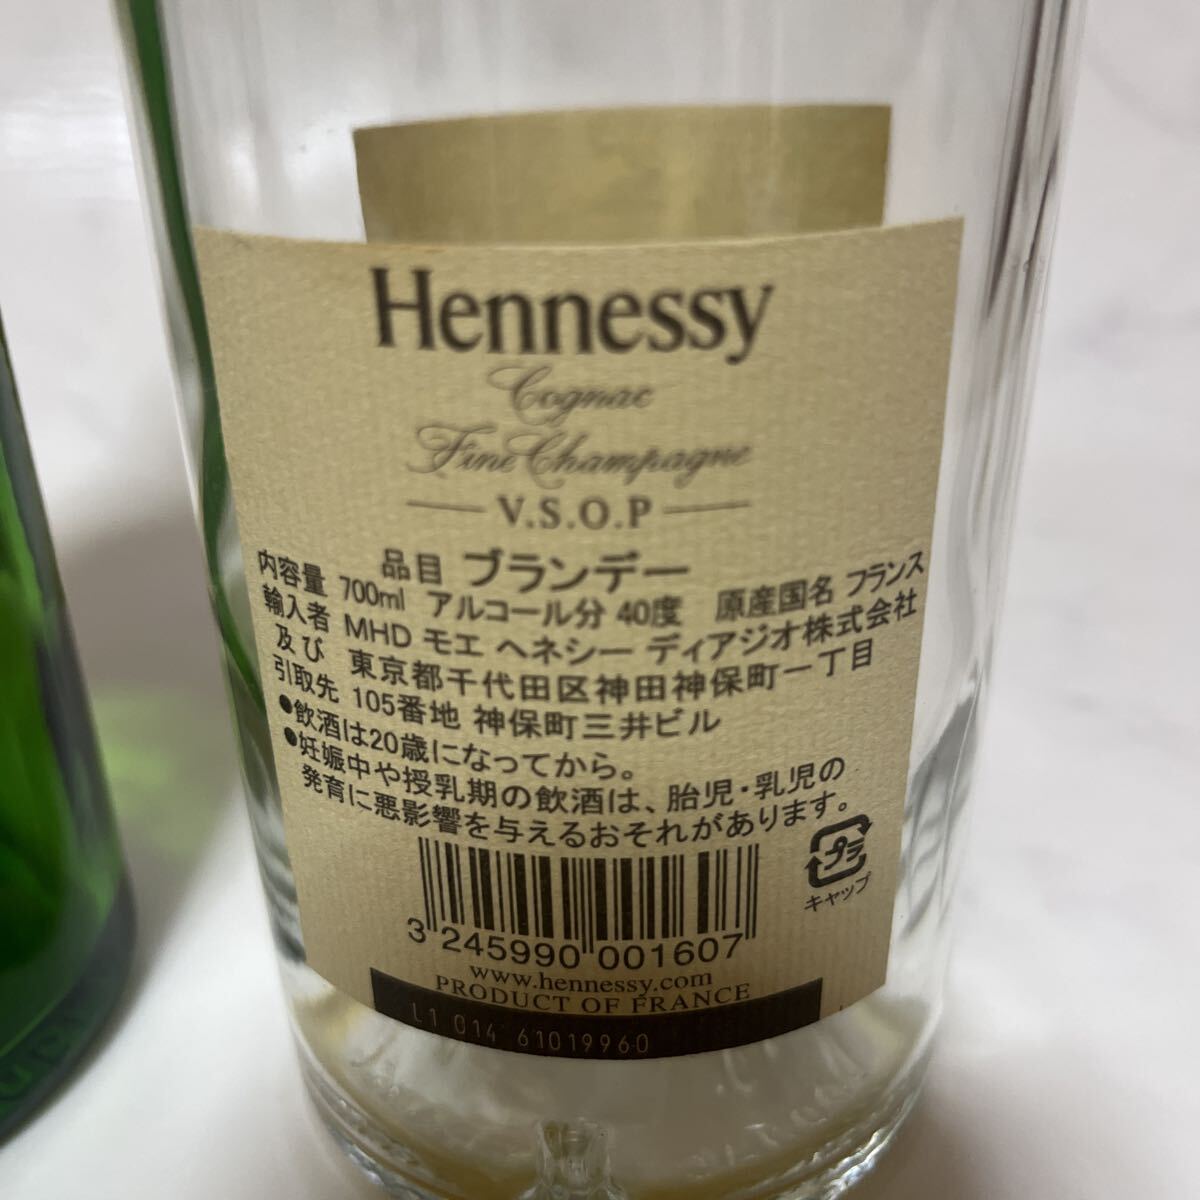 Hennessy
Cognac
Fine Champagne
V.S.O.P
品目 ブランデー
内容量 700ml アルコール分 40度 原産国名 フランス
輸入者 MHD モエ ヘネシー ディアジオ株式会社
及び 東京都千代田区神田神保町一丁目
引取先 105番地 神保町三井ビル
●飲酒は20歳になってから。
●妊娠中や授乳期の飲酒は、胎児・乳児の
発育に悪影響を与えるおそれがあります。
プラ
キャップ
3 245990 001607
www.hennessy.com
PRODUCT OF FRANCE
L1 014 61019960